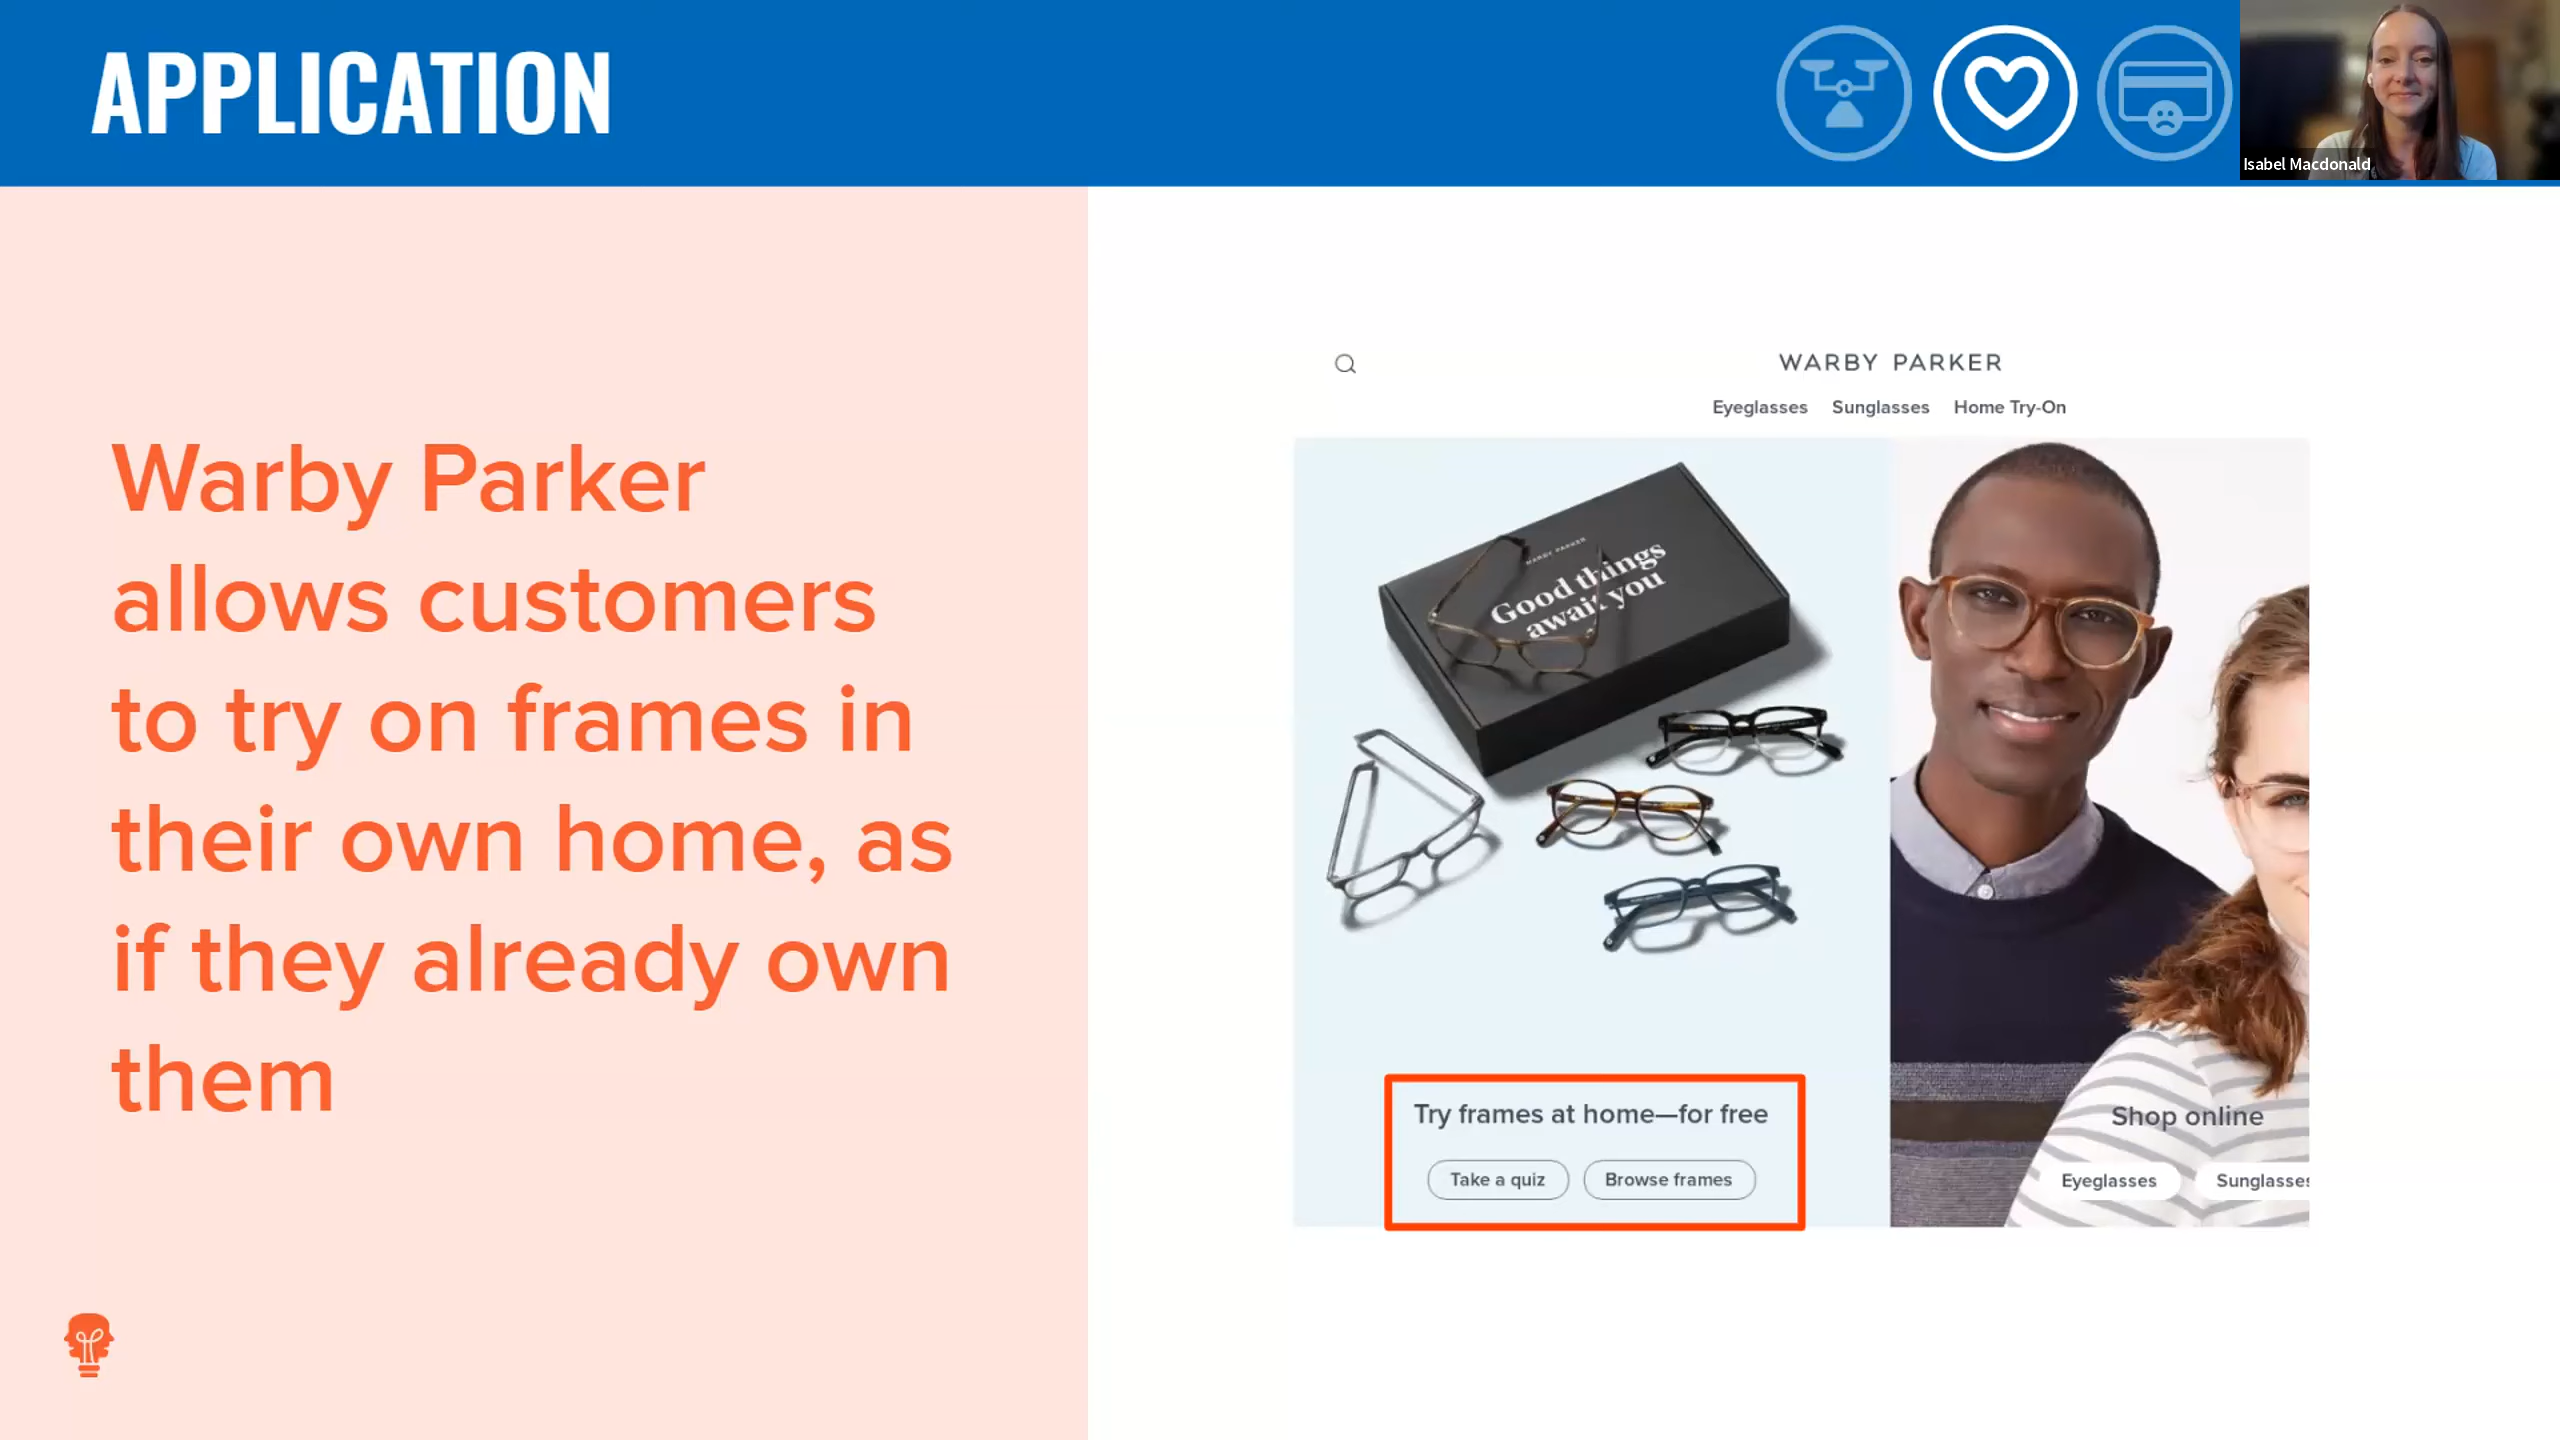 APPLICATION
Isabel Macdonald
Warby Parker
allows customers
to try on frames in
their own home, as
if they already own
them
WARBY PARKER
Eyeglasses Sunglasses Home Try-On
WARBY PARKER
Good things
await you
Try frames at home—for free
Take a quiz Browse frames
Shop online
Eyeglasses Sunglasses